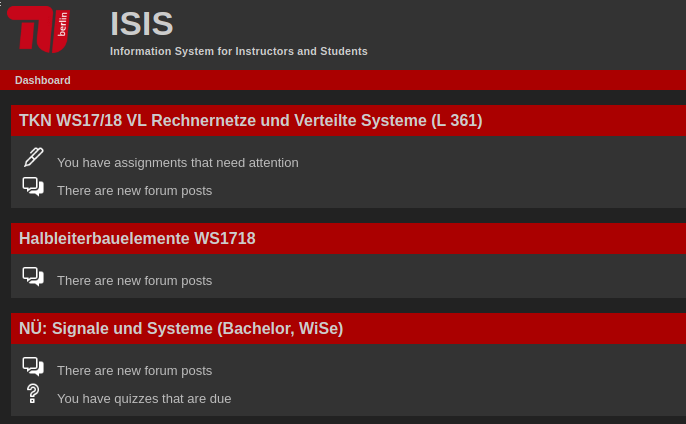 berlin
ISIS
Information System for Instructors and Students
Dashboard
TKN WS17/18 VL Rechnernetze und Verteilte Systeme (L 361)
You have assignments that need attention
There are new forum posts
Halbleiterbauelemente WS1718
There are new forum posts
NÜ: Signale und Systeme (Bachelor, WiSe)
There are new forum posts
You have quizzes that are due